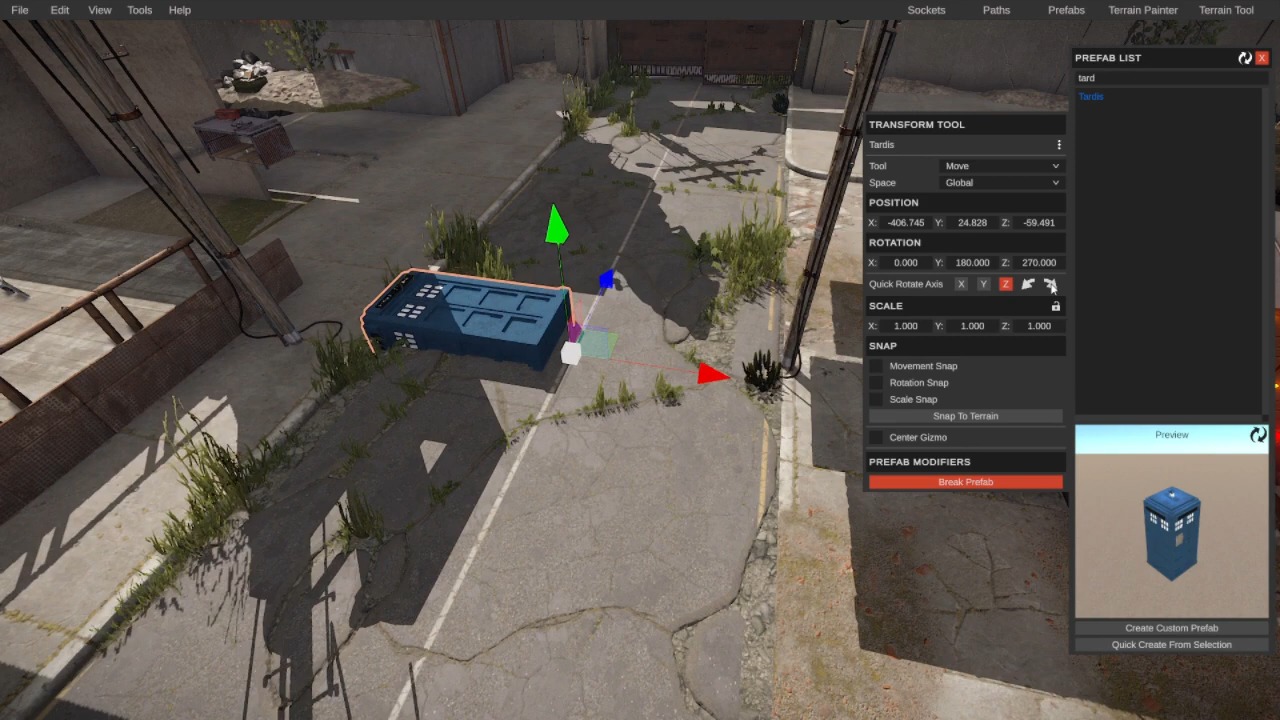 File Edit View Tools Help Sockets Paths Prefabs Terrain Painter Terrain Tool
PREFAB LIST X
tard
Tardis
TRANSFORM TOOL
Tardis
Tool Move
Space Global
POSITION
X: -406.745 Y: 24.828 Z: -59.491
ROTATION
X: 0.000 Y: 180.000 Z: 270.000
Quick Rotate Axis X Y Z
SCALE
X: 1.000 Y: 1.000 Z: 1.000
SNAP
Movement Snap
Rotation Snap
Scale Snap
Snap To Terrain
Center Gizmo
PREFAB MODIFIERS
Break Prefab
Preview
Create Custom Prefab
Quick Create From Selection